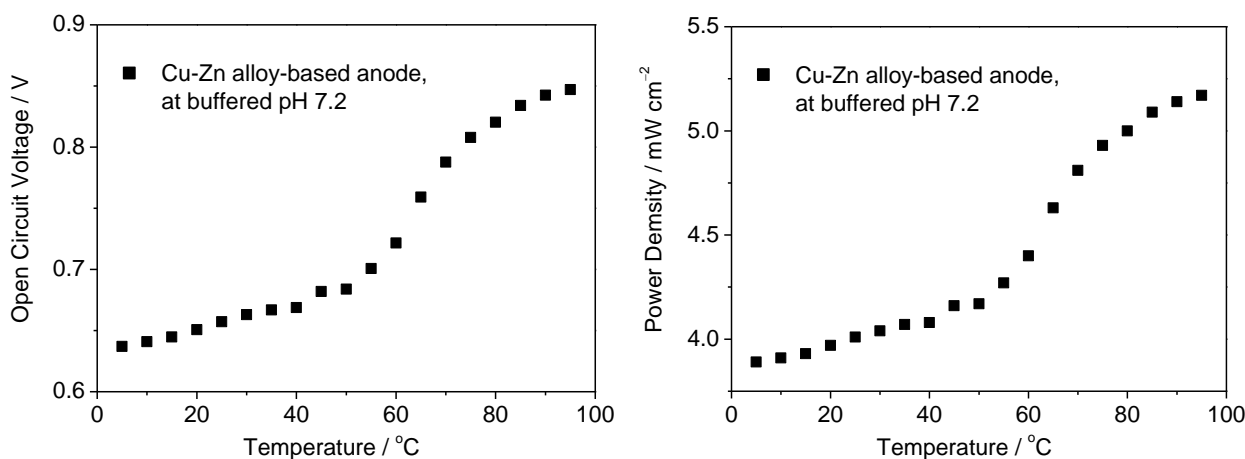 0.9
Cu-Zn alloy-based anode,
at buffered pH 7.2
0.8
0.7
0.6
0 20 40 60 80 100
Open Circuit Voltage / V
Temperature / °C
5.5
Cu-Zn alloy-based anode,
at buffered pH 7.2
5.0
4.5
4.0
0 20 40 60 80 100
Power Demsity / mW cm⁻²
Temperature / °C